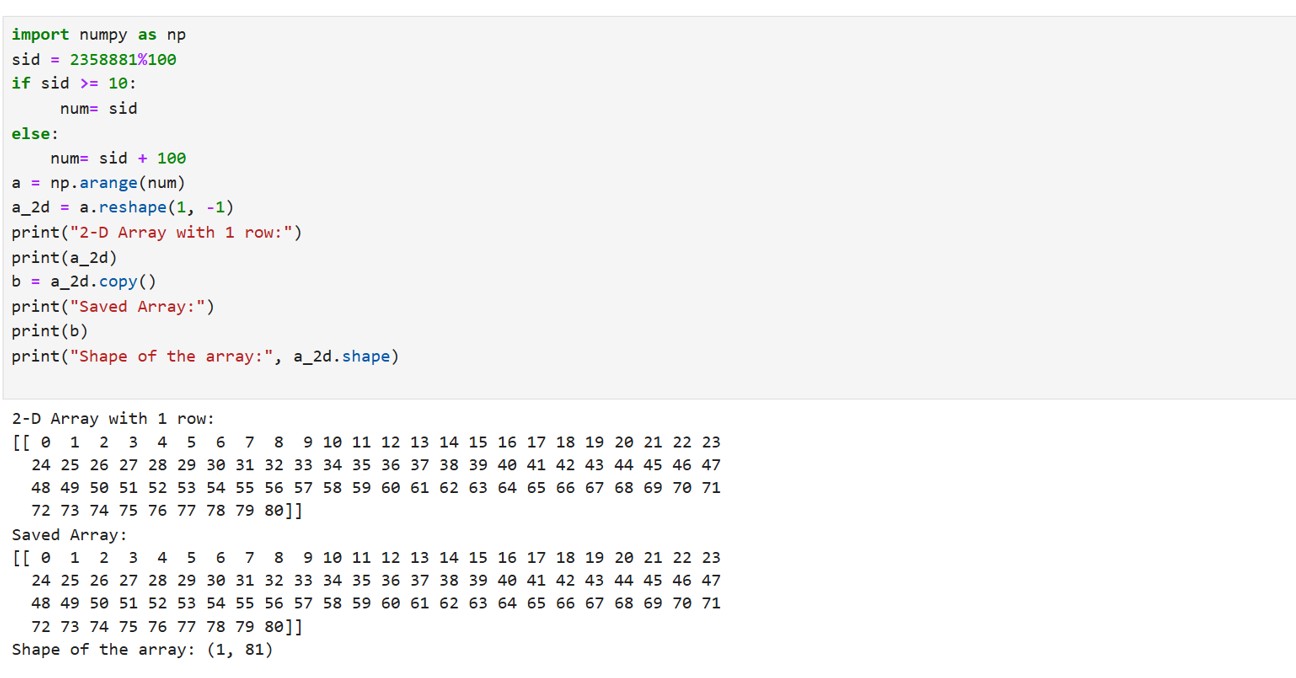 import numpy as np
sid = 2358881%100
if sid >= 10:
     num= sid
else:
    num= sid + 100
a = np.arange(num)
a_2d = a.reshape(1, -1)
print("2-D Array with 1 row:")
print(a_2d)
b = a_2d.copy()
print("Saved Array:")
print(b)
print("Shape of the array:", a_2d.shape)
2-D Array with 1 row:
[[ 0  1  2  3  4  5  6  7  8  9 10 11 12 13 14 15 16 17 18 19 20 21 22 23
  24 25 26 27 28 29 30 31 32 33 34 35 36 37 38 39 40 41 42 43 44 45 46 47
  48 49 50 51 52 53 54 55 56 57 58 59 60 61 62 63 64 65 66 67 68 69 70 71
  72 73 74 75 76 77 78 79 80]]
Saved Array:
[[ 0  1  2  3  4  5  6  7  8  9 10 11 12 13 14 15 16 17 18 19 20 21 22 23
  24 25 26 27 28 29 30 31 32 33 34 35 36 37 38 39 40 41 42 43 44 45 46 47
  48 49 50 51 52 53 54 55 56 57 58 59 60 61 62 63 64 65 66 67 68 69 70 71
  72 73 74 75 76 77 78 79 80]]
Shape of the array: (1, 81)